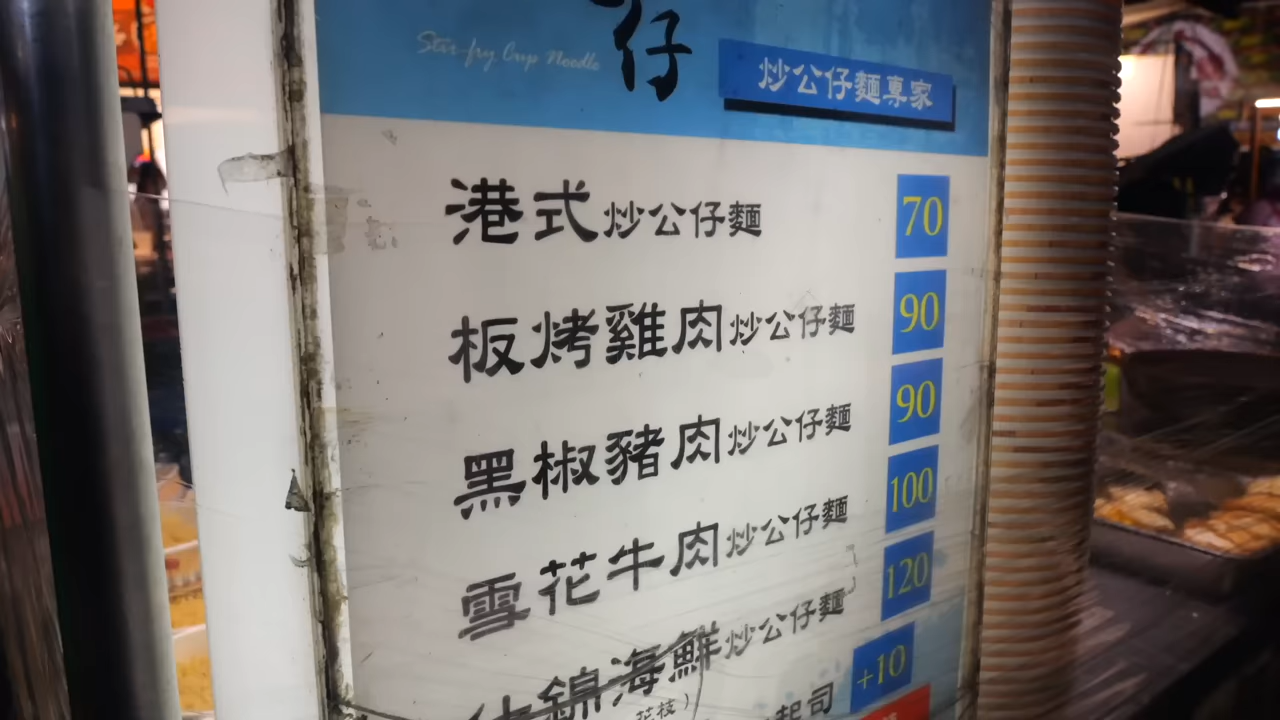 仔
Stir-fry Cup Noodle
炒公仔麵專家
港式炒公仔麵 70
板烤雞肉炒公仔麵 90
黑椒豬肉炒公仔麵 90
雪花牛肉炒公仔麵 100
什錦海鮮炒公仔麵 120
花枝)
起司 +10